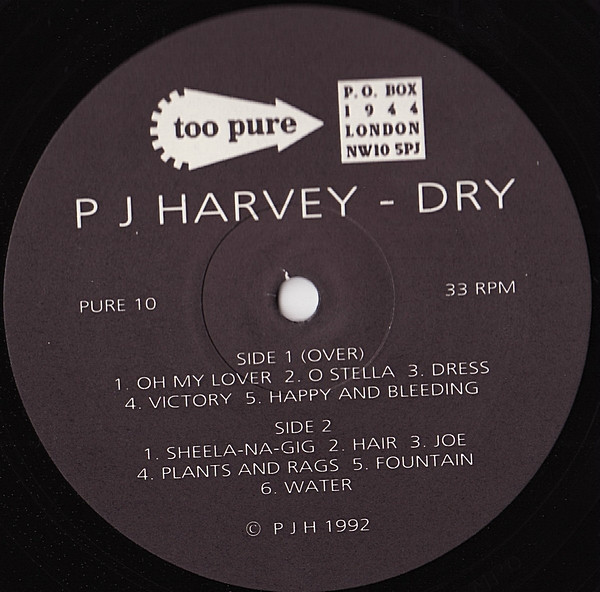 too pure
P. O. BOX
1 9 4 4
LONDON
NW10 5PJ
P J HARVEY - DRY
PURE 10
33 RPM
SIDE 1 (OVER)
1. OH MY LOVER 2. O STELLA 3. DRESS
4. VICTORY 5. HAPPY AND BLEEDING
SIDE 2
1. SHEELA-NA-GIG 2. HAIR 3. JOE
4. PLANTS AND RAGS 5. FOUNTAIN
6. WATER
© P J H 1992